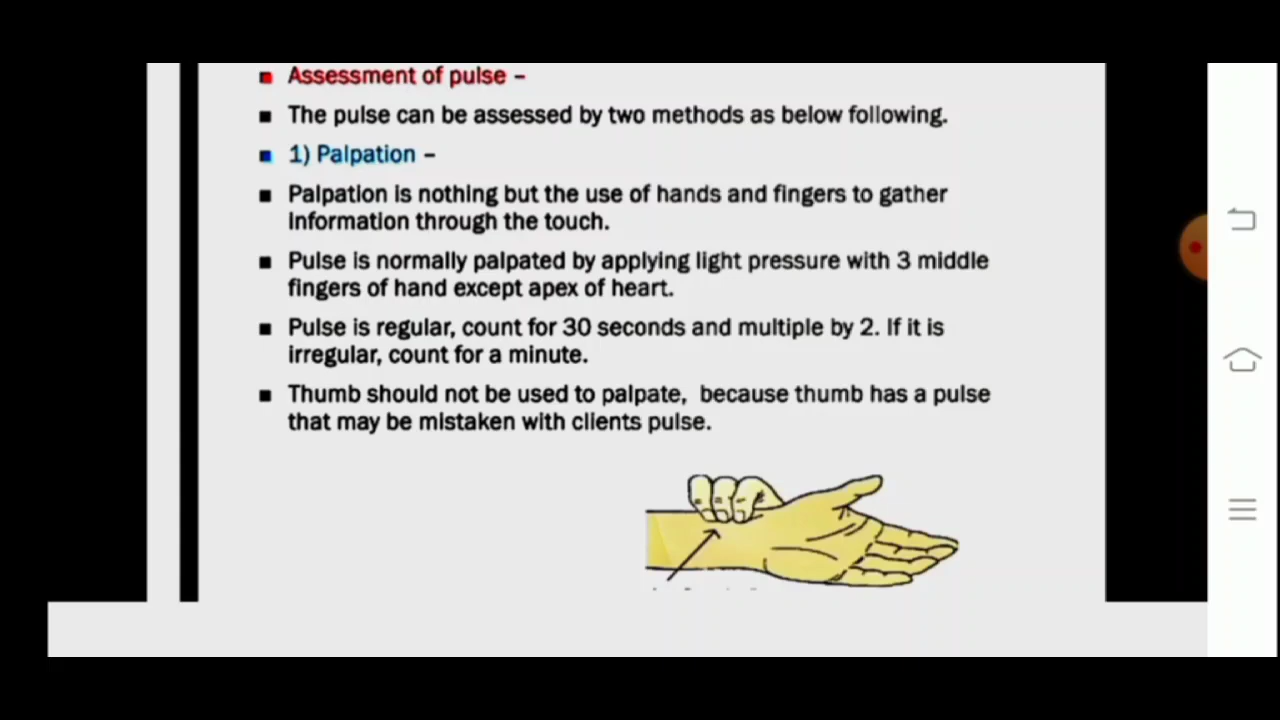 Assessment of pulse –
The pulse can be assessed by two methods as below following.
1) Palpation –
Palpation is nothing but the use of hands and fingers to gather
information through the touch.
Pulse is normally palpated by applying light pressure with 3 middle
fingers of hand except apex of heart.
Pulse is regular, count for 30 seconds and multiple by 2. If it is
irregular, count for a minute.
Thumb should not be used to palpate, because thumb has a pulse
that may be mistaken with clients pulse.